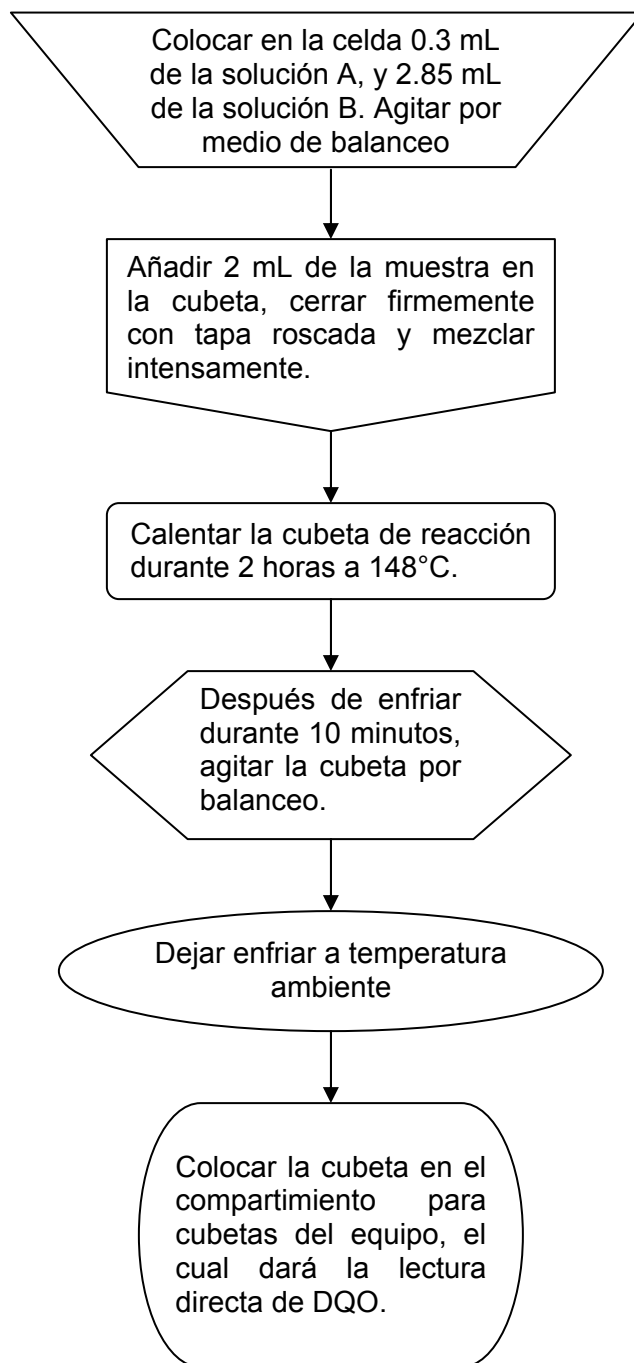 Colocar en la celda 0.3 mL
de la solución A, y 2.85 mL
de la solución B. Agitar por
medio de balanceo
Añadir 2 mL de la muestra en
la cubeta, cerrar firmemente
con tapa roscada y mezclar
intensamente.
Calentar la cubeta de reacción
durante 2 horas a 148°C.
Después de enfriar
durante 10 minutos,
agitar la cubeta por
balanceo.
Dejar enfriar a temperatura
ambiente
Colocar la cubeta en el
compartimiento para
cubetas del equipo, el
cual dará la lectura
directa de DQO.